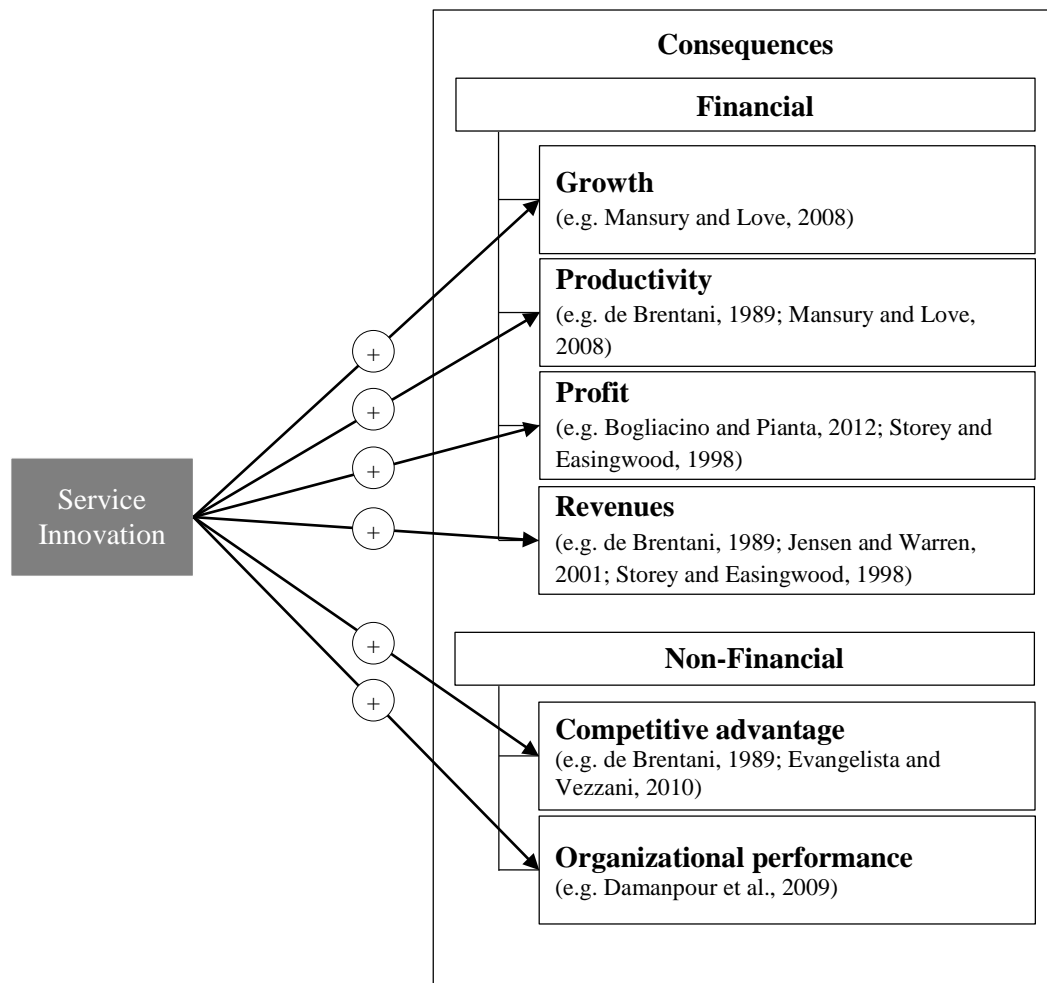 Consequences
Financial
Growth
(e.g. Mansury and Love, 2008)
Productivity
(e.g. de Brentani, 1989; Mansury and Love,
2008)
Profit
(e.g. Bogliacino and Pianta, 2012; Storey and
Easingwood, 1998)
Revenues
(e.g. de Brentani, 1989; Jensen and Warren,
2001; Storey and Easingwood, 1998)
Service
Innovation
+
+
+
+
+
+
Non-Financial
Competitive advantage
(e.g. de Brentani, 1989; Evangelista and
Vezzani, 2010)
Organizational performance
(e.g. Damanpour et al., 2009)